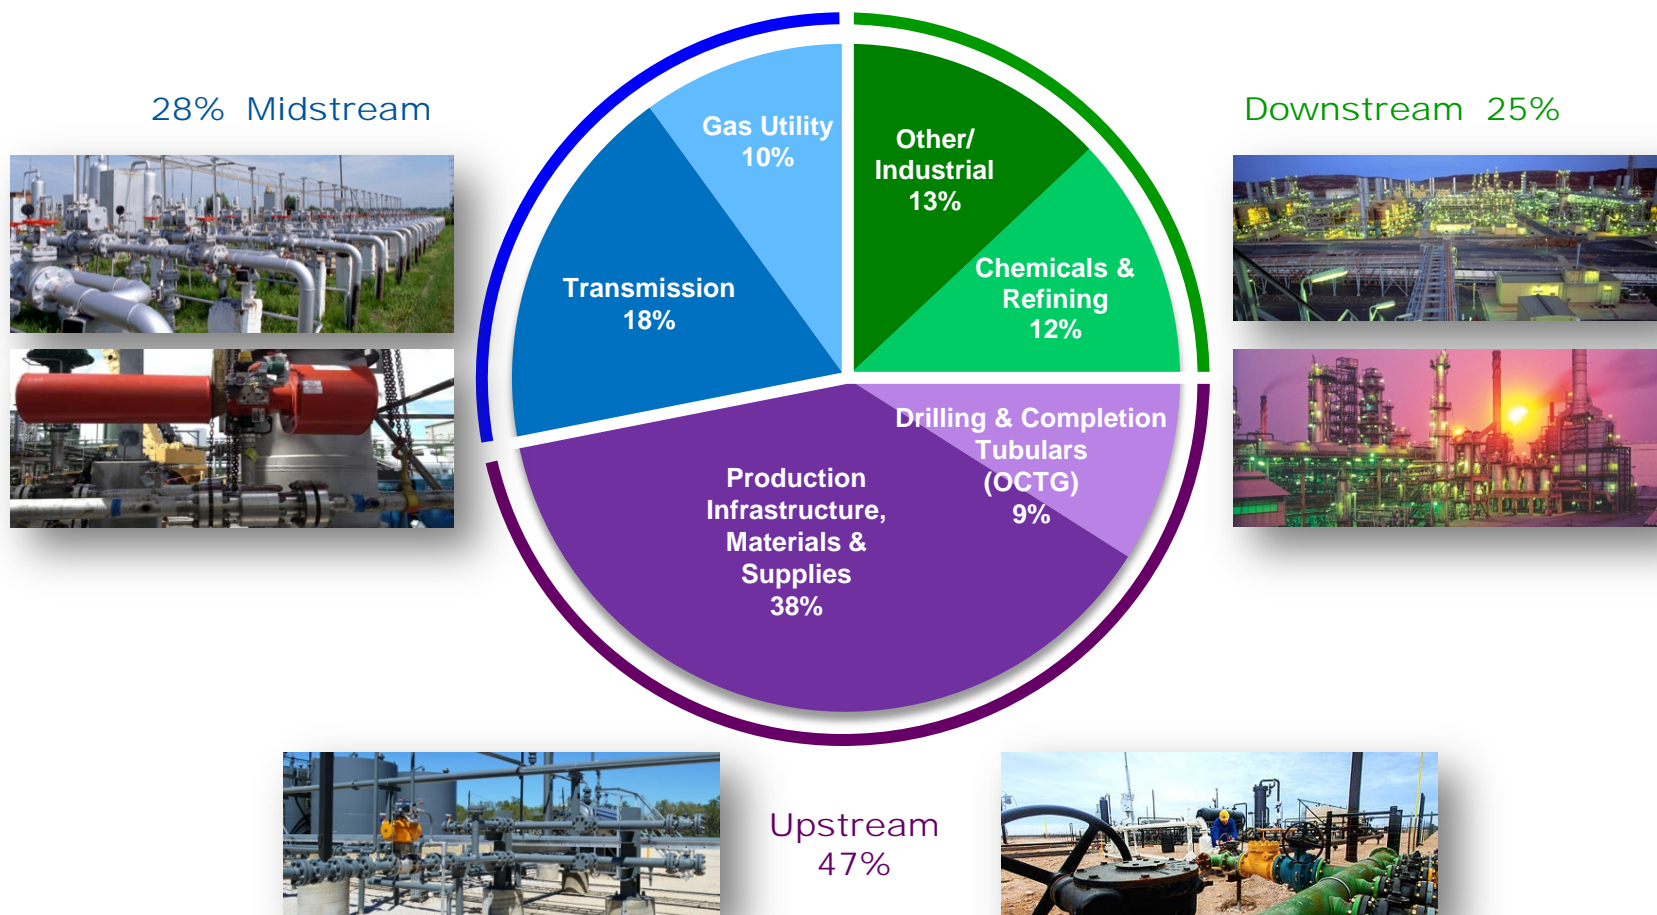 28% Midstream
Downstream 25%
Gas Utility
10%
Other/
Industrial
13%
Transmission
18%
Chemicals &
Refining
12%
Drilling & Completion
Tubulars
(OCTG)
9%
Production
Infrastructure,
Materials &
Supplies
38%
Upstream
47%